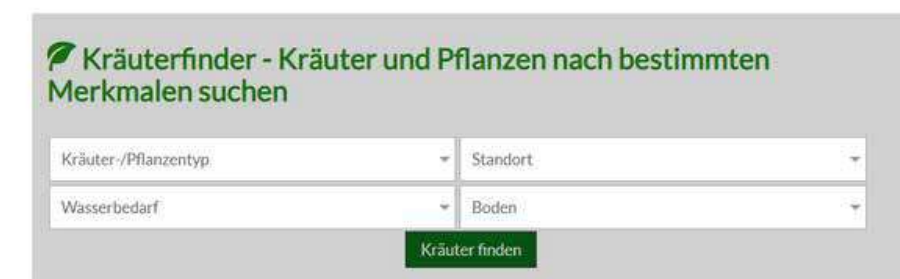 Kräuterfinder - Kräuter und Pflanzen nach bestimmten
Merkmalen suchen
Kräuter-/Pflanzentyp
Standort
Wasserbedarf
Boden
Kräuter finden